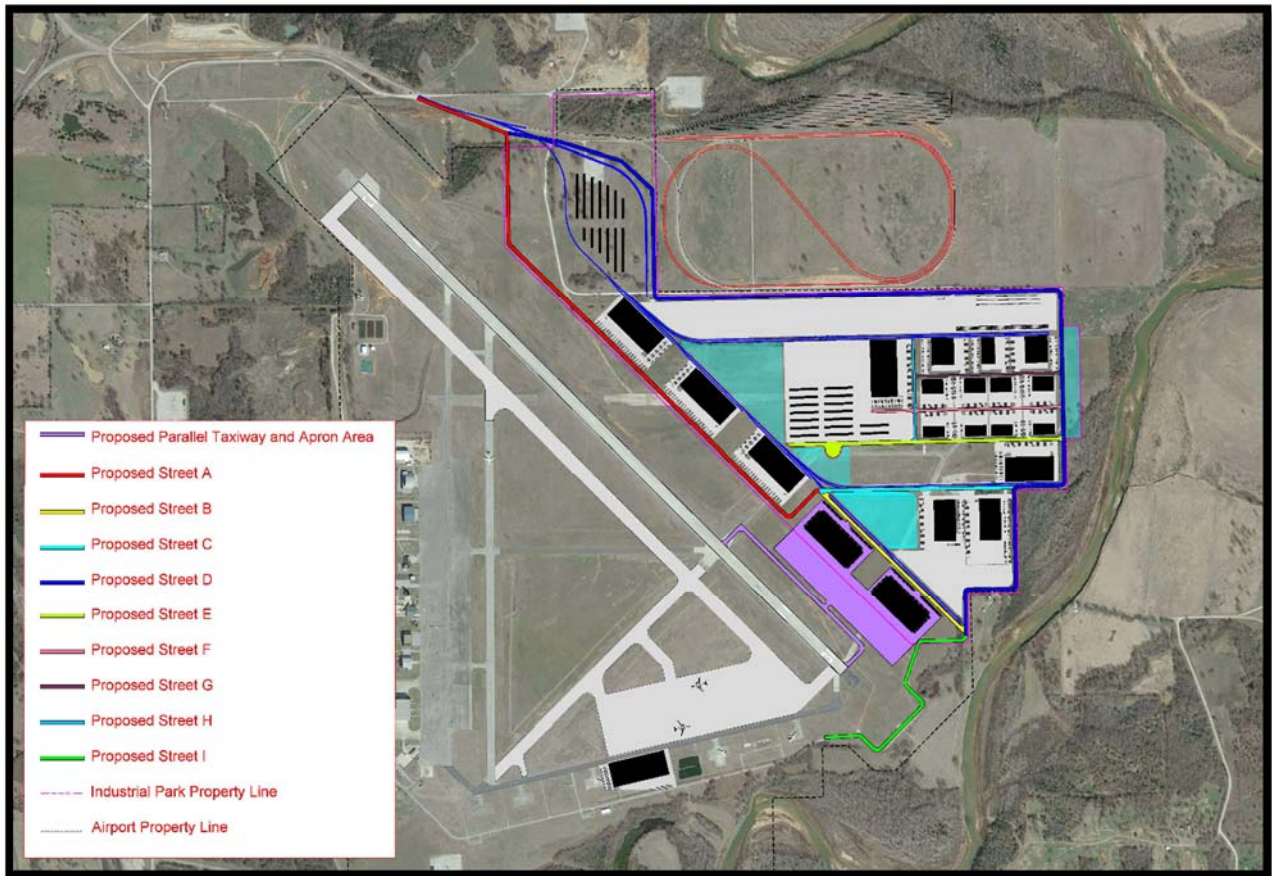 Proposed Parallel Taxiway and Apron Area
Proposed Street A
Proposed Street B
Proposed Street C
Proposed Street D
Proposed Street E
Proposed Street F
Proposed Street G
Proposed Street H
Proposed Street I
Industrial Park Property Line
Airport Property Line